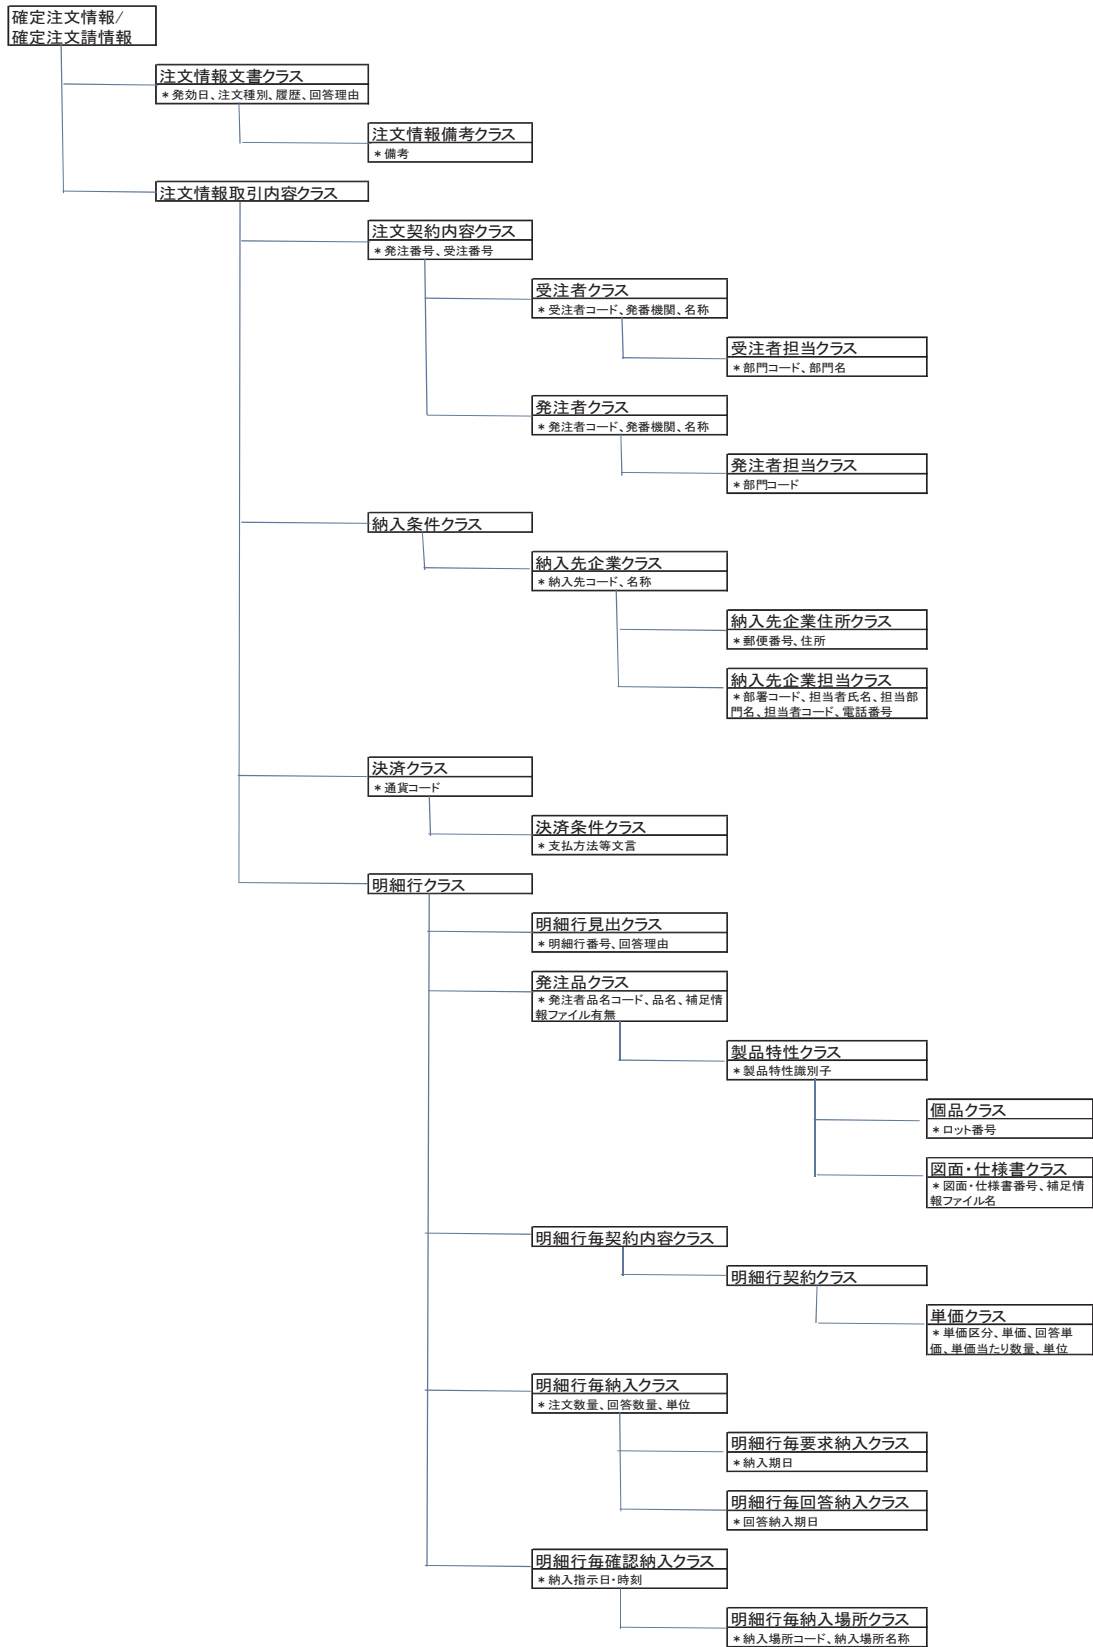 確定注文情報/
確定注文請情報
注文情報文書クラス
*発効日、注文種別、履歴、回答理由
注文情報備考クラス
*備考
注文情報取引内容クラス
注文契約内容クラス
*発注番号、受注番号
受注者クラス
*受注者コード、発番機関、名称
受注者担当クラス
*部門コード、部門名
発注者クラス
*発注者コード、発番機関、名称
発注者担当クラス
*部門コード
納入条件クラス
納入先企業クラス
*納入先コード、名称
納入先企業住所クラス
*郵便番号、住所
納入先企業担当クラス
*部署コード、担当者氏名、担当部
門名、担当者コード、電話番号
決済クラス
*通貨コード
決済条件クラス
*支払方法等文言
明細行クラス
明細行見出クラス
*明細行番号、回答理由
発注品クラス
*発注者品名コード、品名、補足情
報ファイル有無
製品特性クラス
*製品特性識別子
個品クラス
*ロット番号
図面・仕様書クラス
*図面・仕様書番号、補足情
報ファイル名
明細行毎契約内容クラス
明細行契約クラス
単価クラス
*単価区分、単価、回答単
価、単価当たり数量、単位
明細行毎納入クラス
*注文数量、回答数量、単位
明細行毎要求納入クラス
*納入期日
明細行毎回答納入クラス
*回答納入期日
明細行毎確認納入クラス
*納入指示日・時刻
明細行毎納入場所クラス
*納入場所コード、納入場所名称